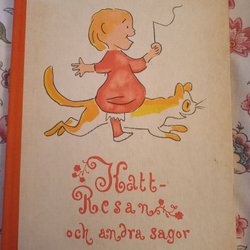 Katt-
Resan
och andra sagor